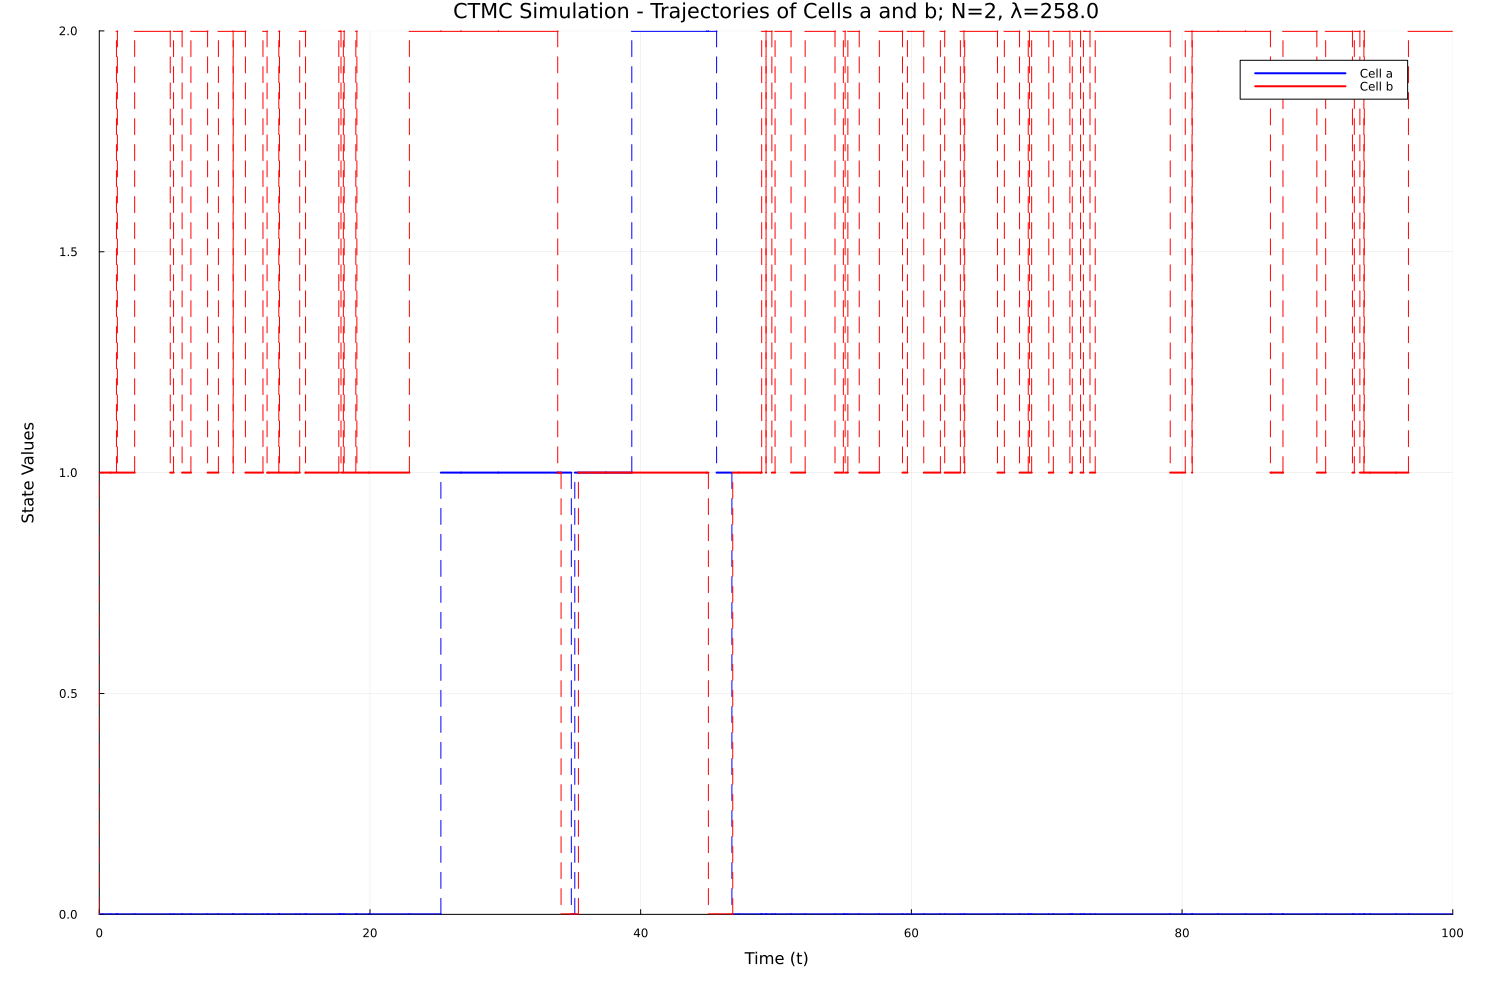 CTMC Simulation - Trajectories of Cells a and b; N=2, λ=258.0
2.0
Cell a
Cell b
1.5
State Values
1.0
0.5
0.0
0 20 40 60 80 100
Time (t)